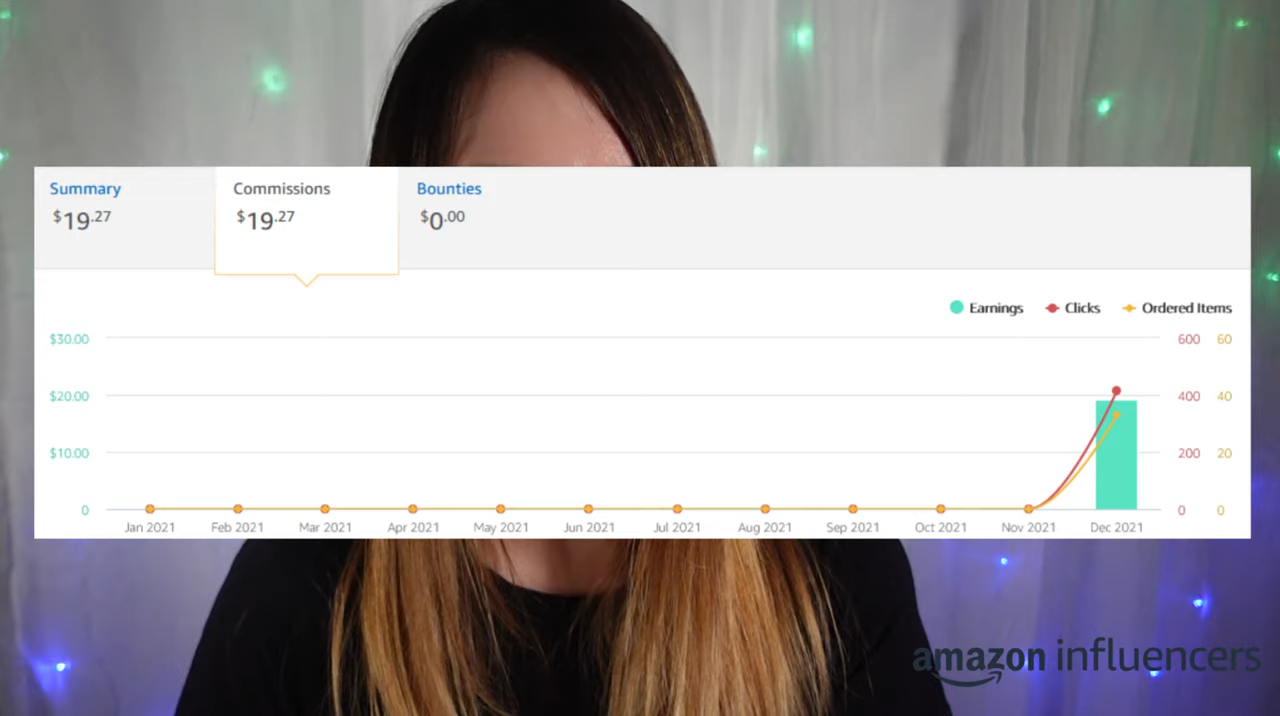 Summary Commissions Bounties
$19.27 $19.27 $0.00
Earnings Clicks Ordered Items
$30.00 600 60
$20.00 400 40
$10.00 200 20
0 0 0
Jan 2021 Feb 2021 Mar 2021 Apr 2021 May 2021 Jun 2021 Jul 2021 Aug 2021 Sep 2021 Oct 2021 Nov 2021 Dec 2021
amazon influencers